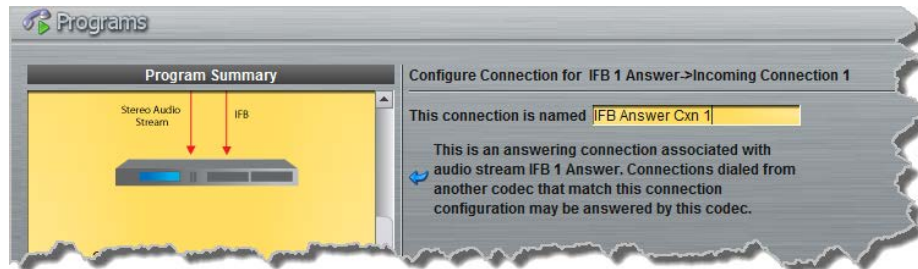 Programs
Program Summary
Stereo Audio
Stream
IFB
Configure Connection for IFB 1 Answer->Incoming Connection 1
This connection is named IFB Answer Cxn 1
This is an answering connection associated with
audio stream IFB 1 Answer. Connections dialed from
another codec that match this connection
configuration may be answered by this codec.